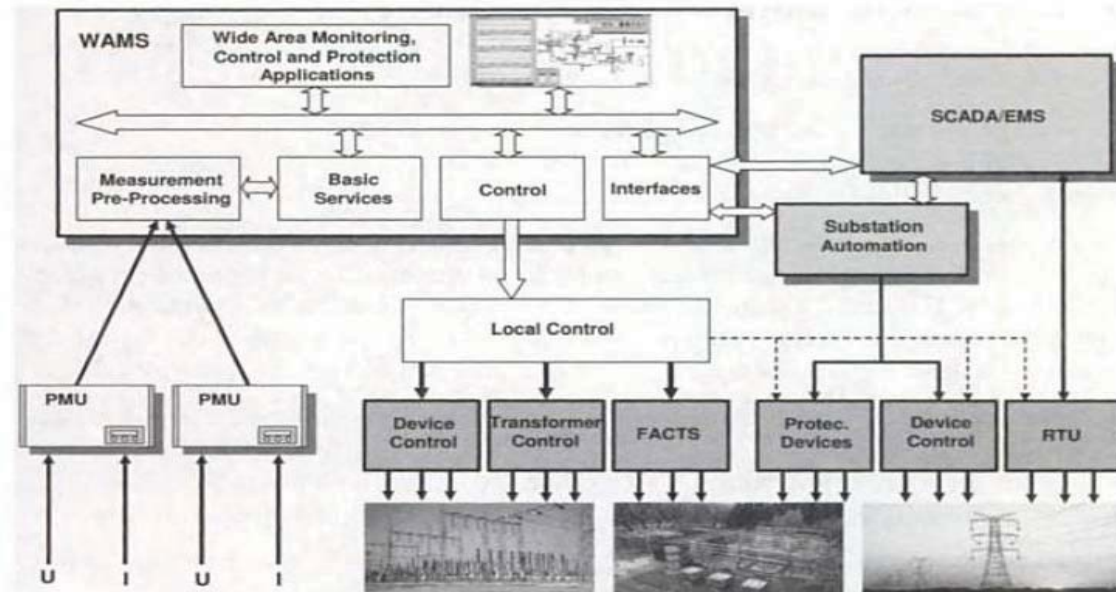 WAMS
Wide Area Monitoring,
Control and Protection
Applications
SCADA/EMS
Measurement
Pre-Processing
Basic
Services
Control
Interfaces
Substation
Automation
Local Control
PMU
PMU
Device
Control
Transformer
Control
FACTS
Protec.
Devices
Device
Control
RTU
U
I
U
I